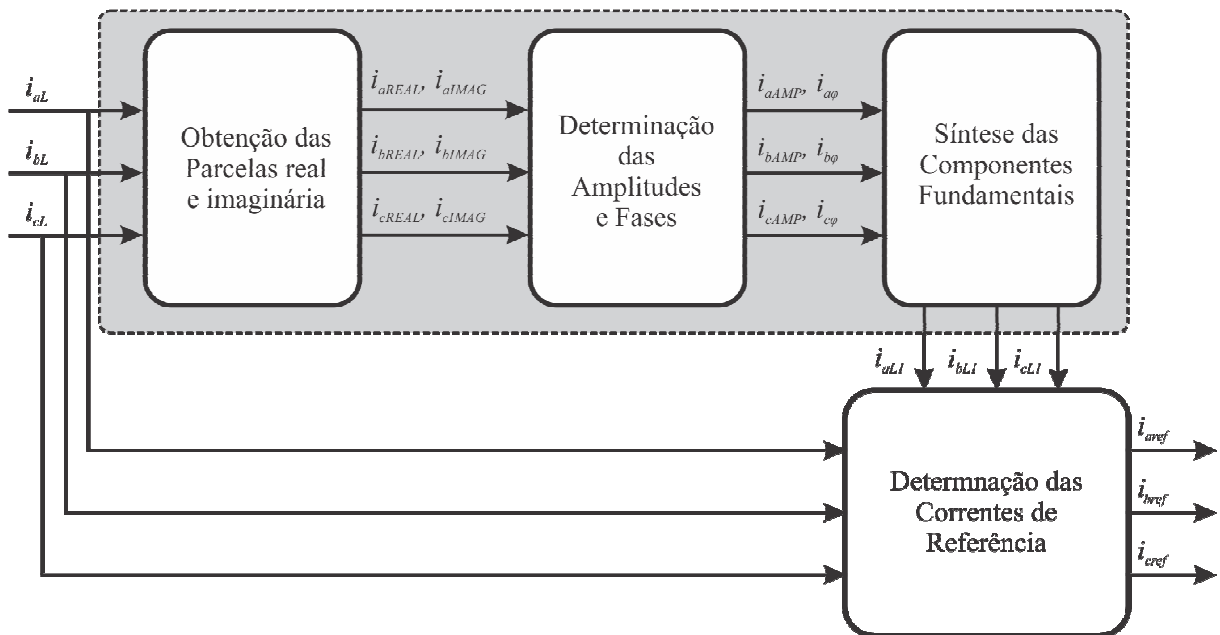 i_aL
i_bL
i_cL
Obtenção das
Parcelas real
e imaginária
i_aREAL, i_aIMAG
i_bREAL, i_bIMAG
i_cREAL, i_cIMAG
Determinação
das
Amplitudes
e Fases
i_aAMP, i_aφ
i_bAMP, i_bφ
i_cAMP, i_cφ
Síntese das
Componentes
Fundamentais
i_aL1 i_bL1 i_cL1
Determnação das
Correntes de
Referência
i_aref
i_bref
i_cref